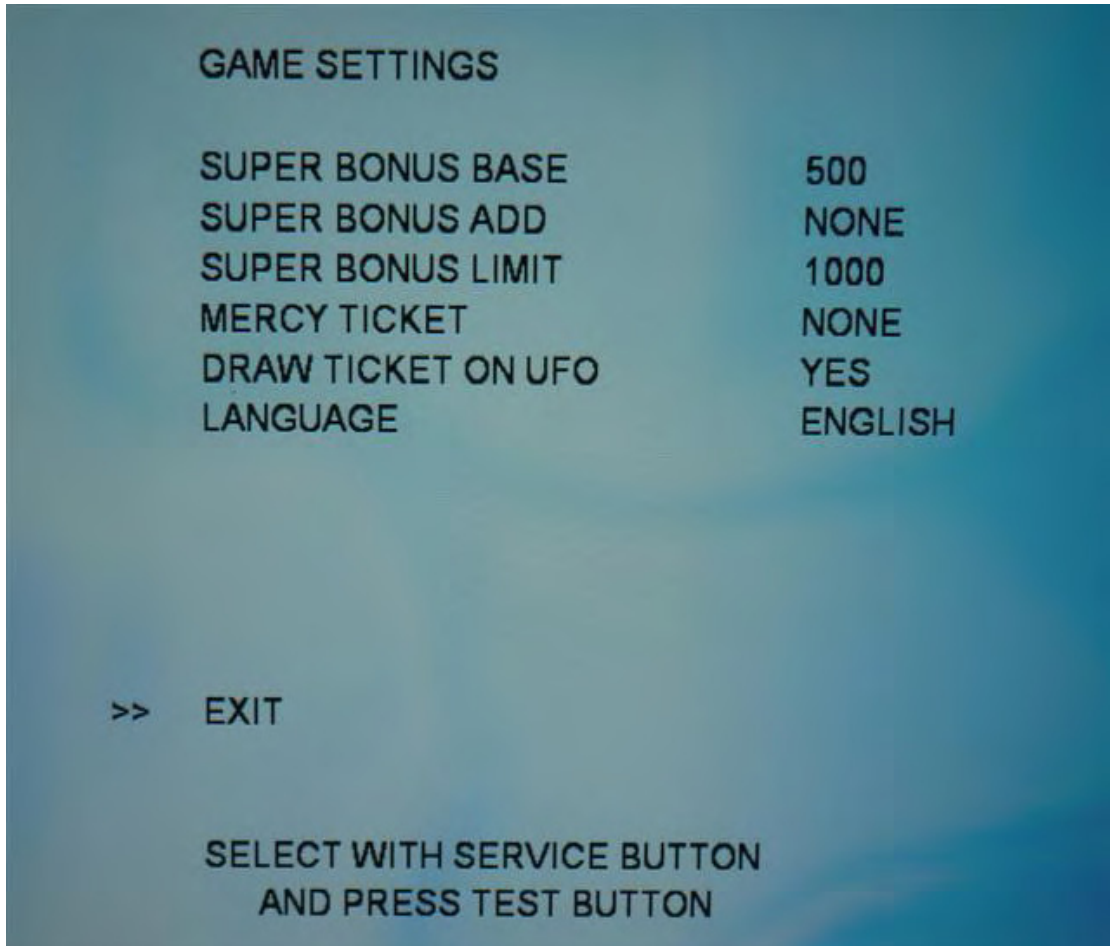 GAME SETTINGS
SUPER BONUS BASE 500
SUPER BONUS ADD NONE
SUPER BONUS LIMIT 1000
MERCY TICKET NONE
DRAW TICKET ON UFO YES
LANGUAGE ENGLISH
>> EXIT
SELECT WITH SERVICE BUTTON
AND PRESS TEST BUTTON